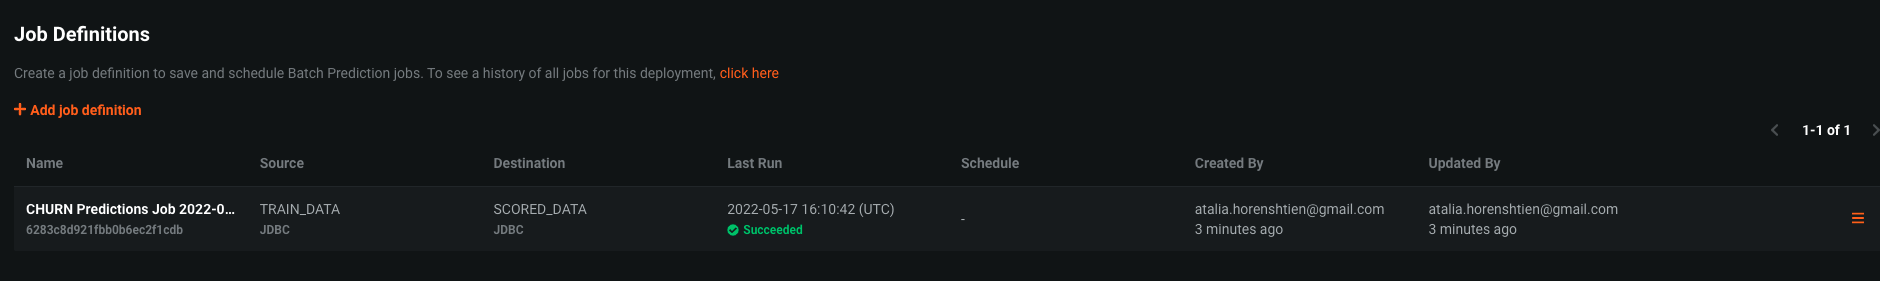 Job Definitions
Create a job definition to save and schedule Batch Prediction jobs. To see a history of all jobs for this deployment, click here
+ Add job definition
1-1 of 1
Name Source Destination Last Run Schedule Created By Updated By
CHURN Predictions Job 2022-0... TRAIN_DATA SCORED_DATA 2022-05-17 16:10:42 (UTC) - atalia.horenshtien@gmail.com atalia.horenshtien@gmail.com
6283c8d921fbb0b6ec2f1cdb JDBC JDBC Succeeded 3 minutes ago 3 minutes ago